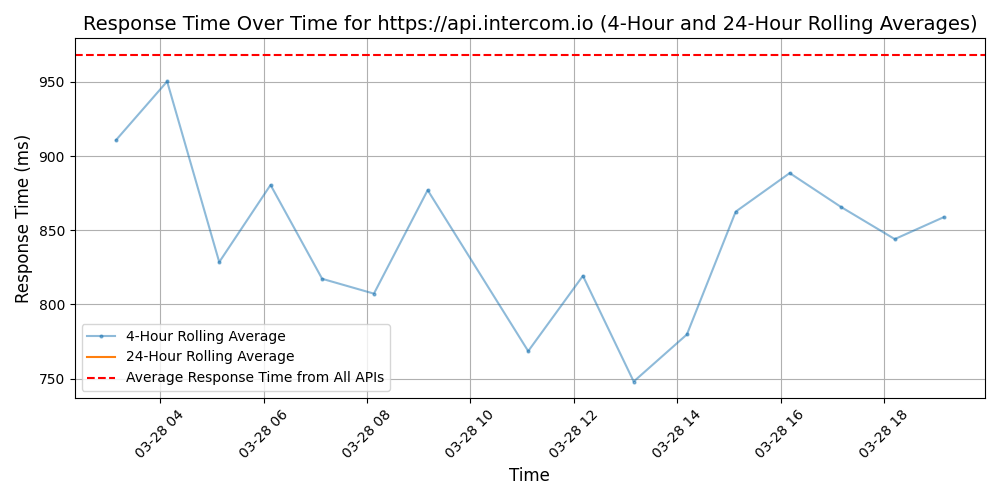 Response Time Over Time for https://api.intercom.io (4-Hour and 24-Hour Rolling Averages)
Response Time (ms)
950
900
850
800
750
4-Hour Rolling Average
24-Hour Rolling Average
Average Response Time from All APIs
03-28 04
03-28 06
03-28 08
03-28 10
03-28 12
03-28 14
03-28 16
03-28 18
Time